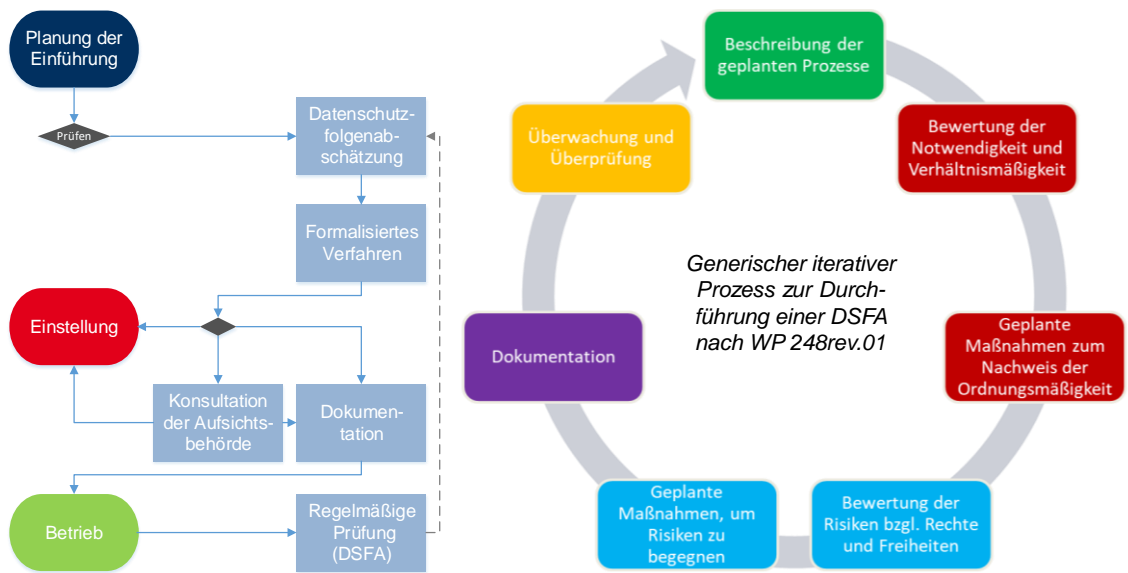 Planung der
Einführung
Prüfen
Datenschutz-
folgenab-
schätzung
Formalisiertes
Verfahren
Einstellung
Konsultation
der Aufsichts-
behörde
Dokumen-
tation
Betrieb
Regelmäßige
Prüfung
(DSFA)
Beschreibung der
geplanten Prozesse
Bewertung der
Notwendigkeit und
Verhältnismäßigkeit
Geplante
Maßnahmen zum
Nachweis der
Ordnungsmäßigkeit
Bewertung der
Risiken bzgl. Rechte
und Freiheiten
Geplante
Maßnahmen, um
Risiken zu
begegnen
Dokumentation
Überwachung und
Überprüfung
Generischer iterativer
Prozess zur Durch-
führung einer DSFA
nach WP 248rev.01